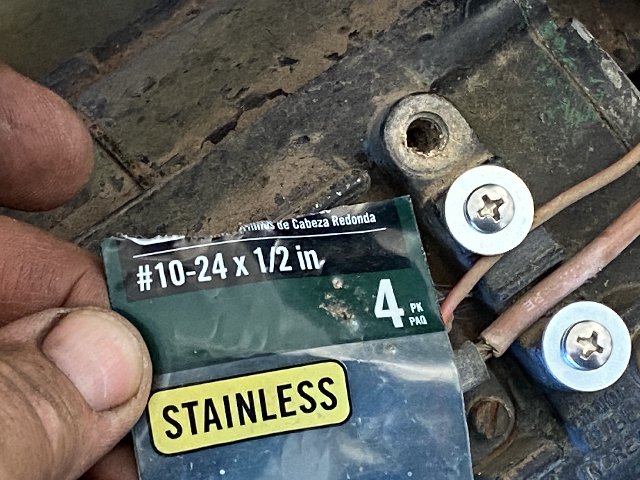 de Cabeza Redonda
#10-24 x 1/2 in
4 PK
PAQ
STAINLESS